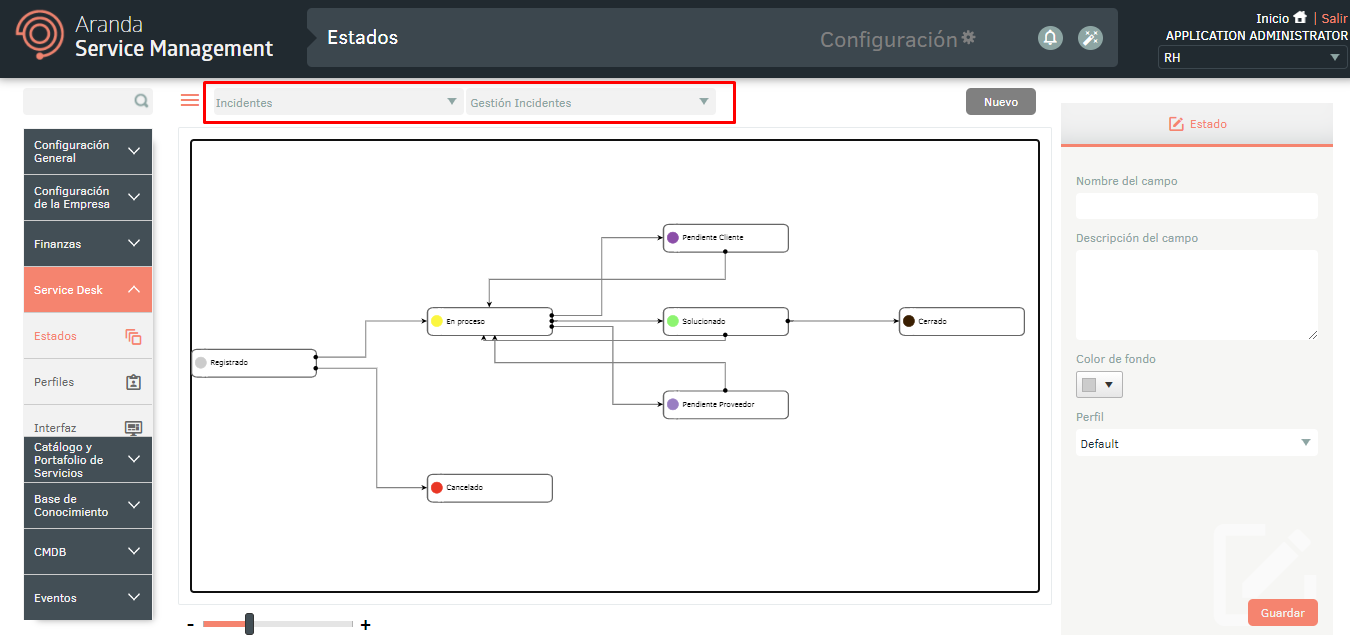 Aranda
Service Management
Estados
Configuración
Inicio | Salir
APPLICATION ADMINISTRATOR
RH
Incidentes
Gestión Incidentes
Nuevo
Configuración
General
Configuración
de la Empresa
Finanzas
Service Desk
Estados
Perfiles
Interfaz
Catálogo y
Portafolio de
Servicios
Base de
Conocimiento
CMDB
Eventos
Pendiente Cliente
En proceso
Solucionado
Cerrado
Registrado
Pendiente Proveedor
Cancelado
- +
Estado
Nombre del campo
Descripción del campo
Color de fondo
Perfil
Default
Guardar